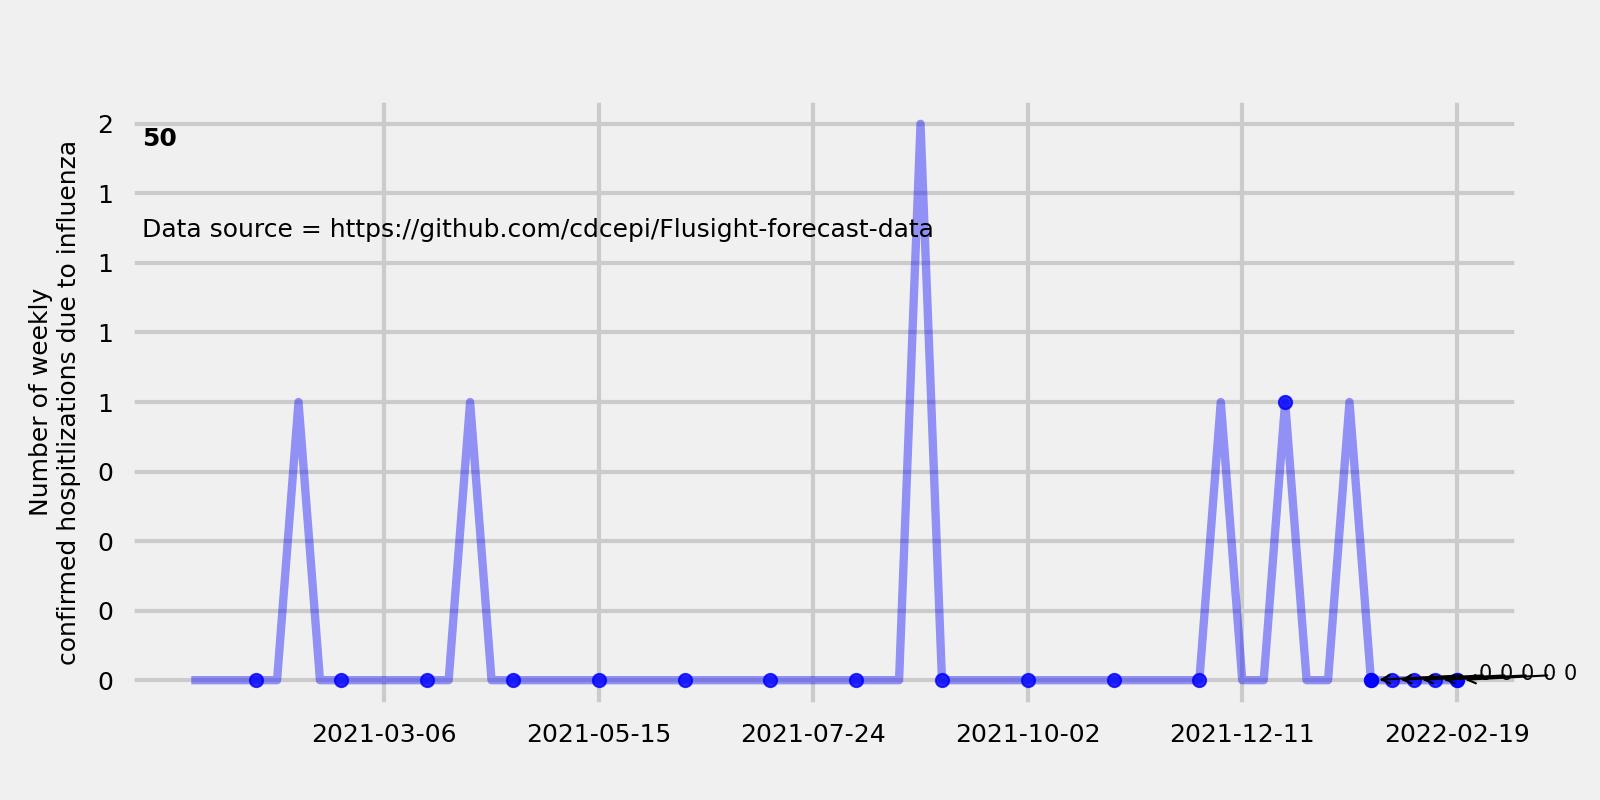 50
Data source = https://github.com/cdcepi/Flusight-forecast-data
Number of weekly
confirmed hospitlizations due to influenza
2
1
1
1
1
0
0
0
0
0 0 0 0 0
2021-03-06 2021-05-15 2021-07-24 2021-10-02 2021-12-11 2022-02-19